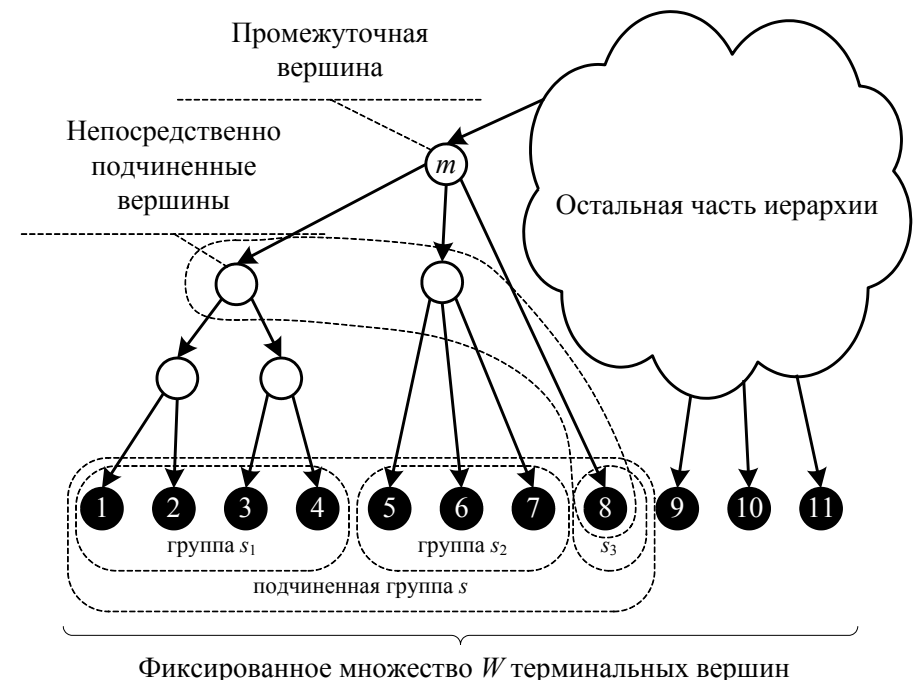 Промежуточная
вершина
Непосредственно
подчиненные
вершины
m
Остальная часть иерархии
1 2 3 4 5 6 7 8 9 10 11
группа s₁ группа s₂ s₃
подчиненная группа s
Фиксированное множество W терминальных вершин